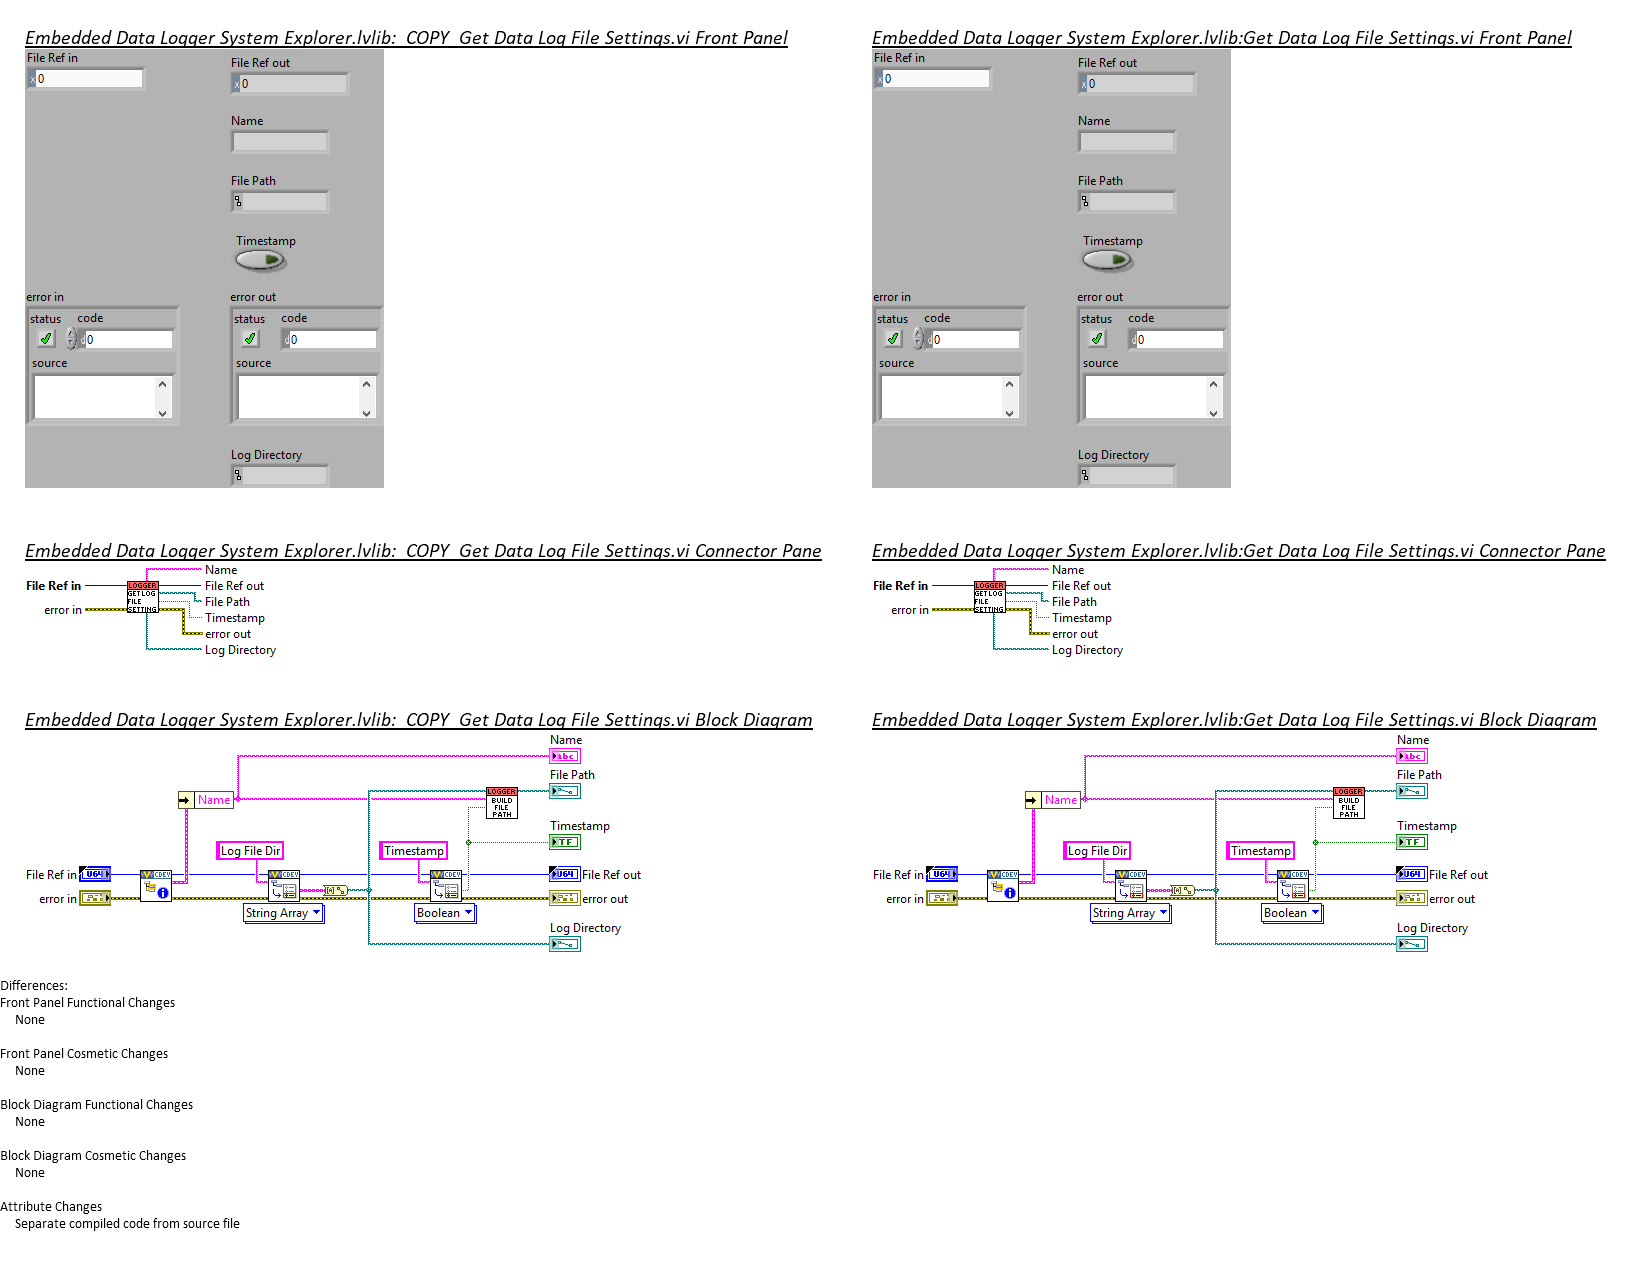 Embedded Data Logger System Explorer.lvlib:_COPY_Get Data Log File Settings.vi Front Panel
File Ref in
x 0
File Ref out
x 0
Name
File Path
Timestamp
error in
status code
d 0
source
error out
status code
d 0
source
Log Directory
Embedded Data Logger System Explorer.lvlib:Get Data Log File Settings.vi Front Panel
File Ref in
x 0
File Ref out
x 0
Name
File Path
Timestamp
error in
status code
d 0
source
error out
status code
d 0
source
Log Directory
Embedded Data Logger System Explorer.lvlib:_COPY_Get Data Log File Settings.vi Connector Pane
Name
File Ref in
File Ref out
File Path
error in
Timestamp
error out
Log Directory
LOGGER
GET LOG
FILE
SETTING
Embedded Data Logger System Explorer.lvlib:Get Data Log File Settings.vi Connector Pane
Name
File Ref in
File Ref out
File Path
error in
Timestamp
error out
Log Directory
LOGGER
GET LOG
FILE
SETTING
Embedded Data Logger System Explorer.lvlib:_COPY_Get Data Log File Settings.vi Block Diagram
Name
abc
File Path
Name
LOGGER
BUILD
FILE
PATH
Timestamp
TF
Log File Dir
Timestamp
File Ref in
U64
CDEV
CDEV
CDEV
U64
File Ref out
error in
error out
String Array
Boolean
Log Directory
Embedded Data Logger System Explorer.lvlib:Get Data Log File Settings.vi Block Diagram
Name
abc
File Path
Name
LOGGER
BUILD
FILE
PATH
Timestamp
TF
Log File Dir
Timestamp
File Ref in
U64
CDEV
CDEV
CDEV
U64
File Ref out
error in
error out
String Array
Boolean
Log Directory
Differences:
Front Panel Functional Changes
None
Front Panel Cosmetic Changes
None
Block Diagram Functional Changes
None
Block Diagram Cosmetic Changes
None
Attribute Changes
Separate compiled code from source file